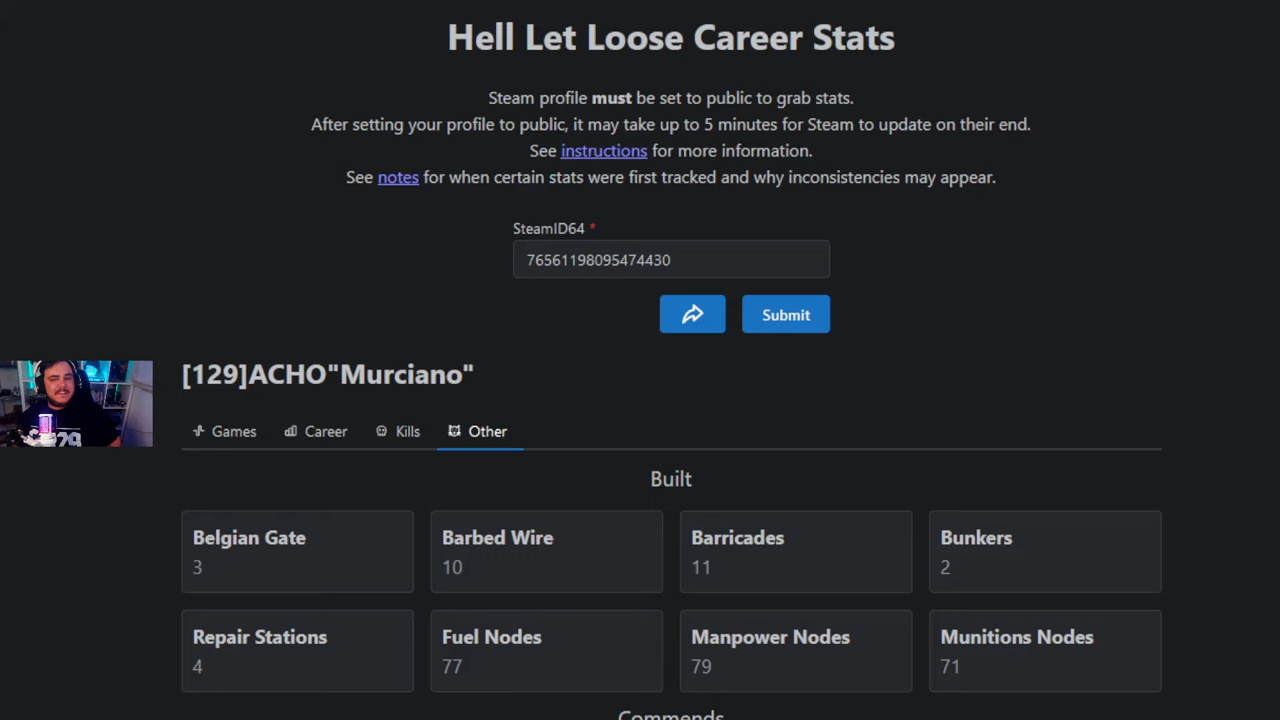 Hell Let Loose Career Stats
Steam profile must be set to public to grab stats.
After setting your profile to public, it may take up to 5 minutes for Steam to update on their end.
See instructions for more information.
See notes for when certain stats were first tracked and why inconsistencies may appear.
SteamID64 *
76561198095474430
Submit
[129]ACHO"Murciano"
Games Career Kills Other
Built
Belgian Gate Barbed Wire Barricades Bunkers
3 10 11 2
Repair Stations Fuel Nodes Manpower Nodes Munitions Nodes
4 77 79 71
Commends
129